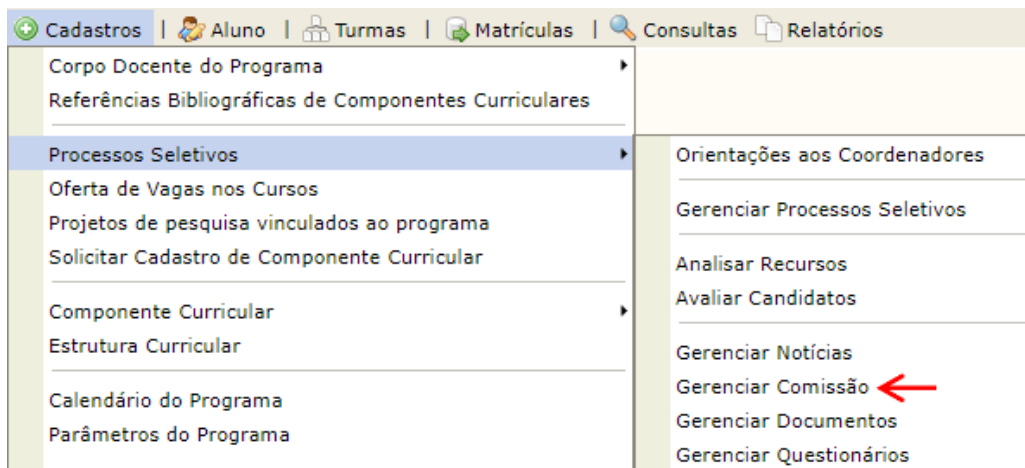 Cadastros | Aluno | Turmas | Matrículas | Consultas Relatórios
Corpo Docente do Programa
Referências Bibliográficas de Componentes Curriculares
Processos Seletivos
Oferta de Vagas nos Cursos
Projetos de pesquisa vinculados ao programa
Solicitar Cadastro de Componente Curricular
Componente Curricular
Estrutura Curricular
Calendário do Programa
Parâmetros do Programa
Orientações aos Coordenadores
Gerenciar Processos Seletivos
Analisar Recursos
Avaliar Candidatos
Gerenciar Notícias
Gerenciar Comissão
Gerenciar Documentos
Gerenciar Questionários